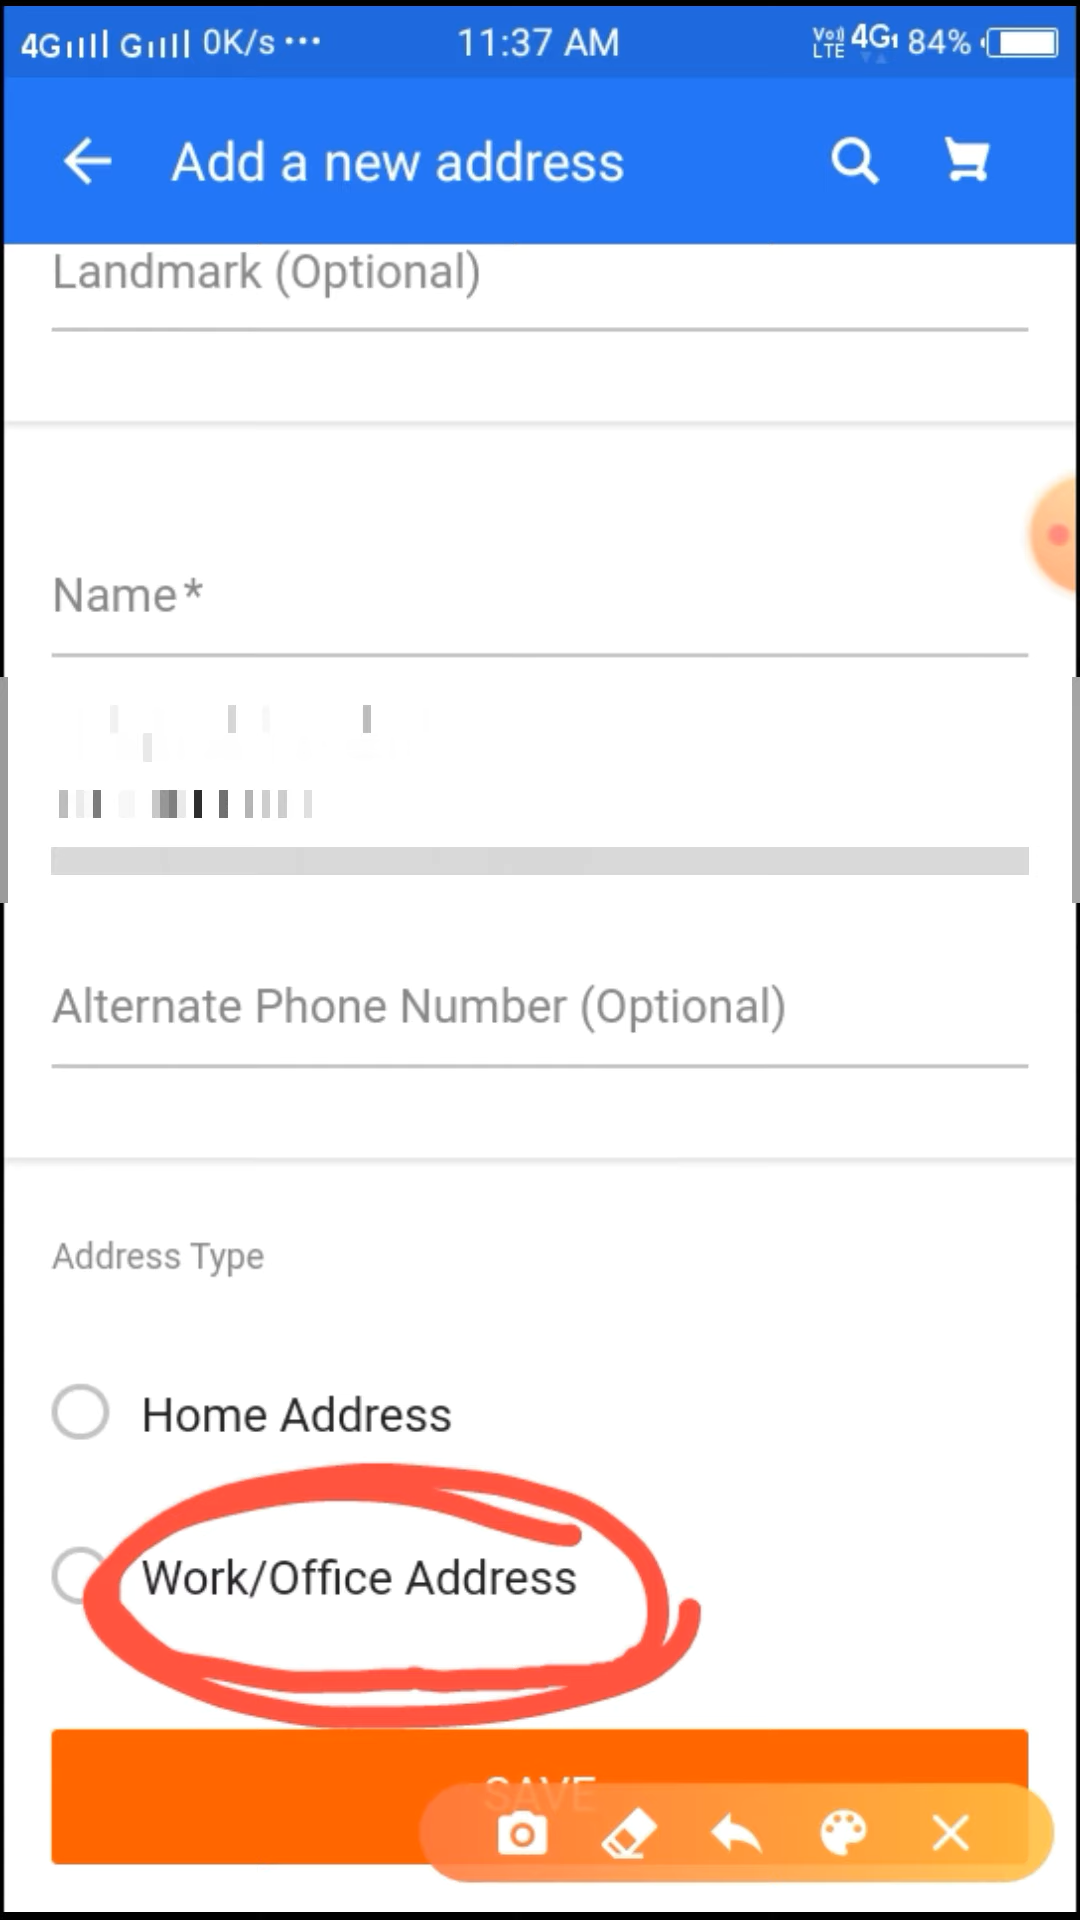 4G G 0K/s ... 11:37 AM VoLTE 4G 84%
Add a new address
Landmark (Optional)
Name*
Alternate Phone Number (Optional)
Address Type
Home Address
Work/Office Address
SAVE